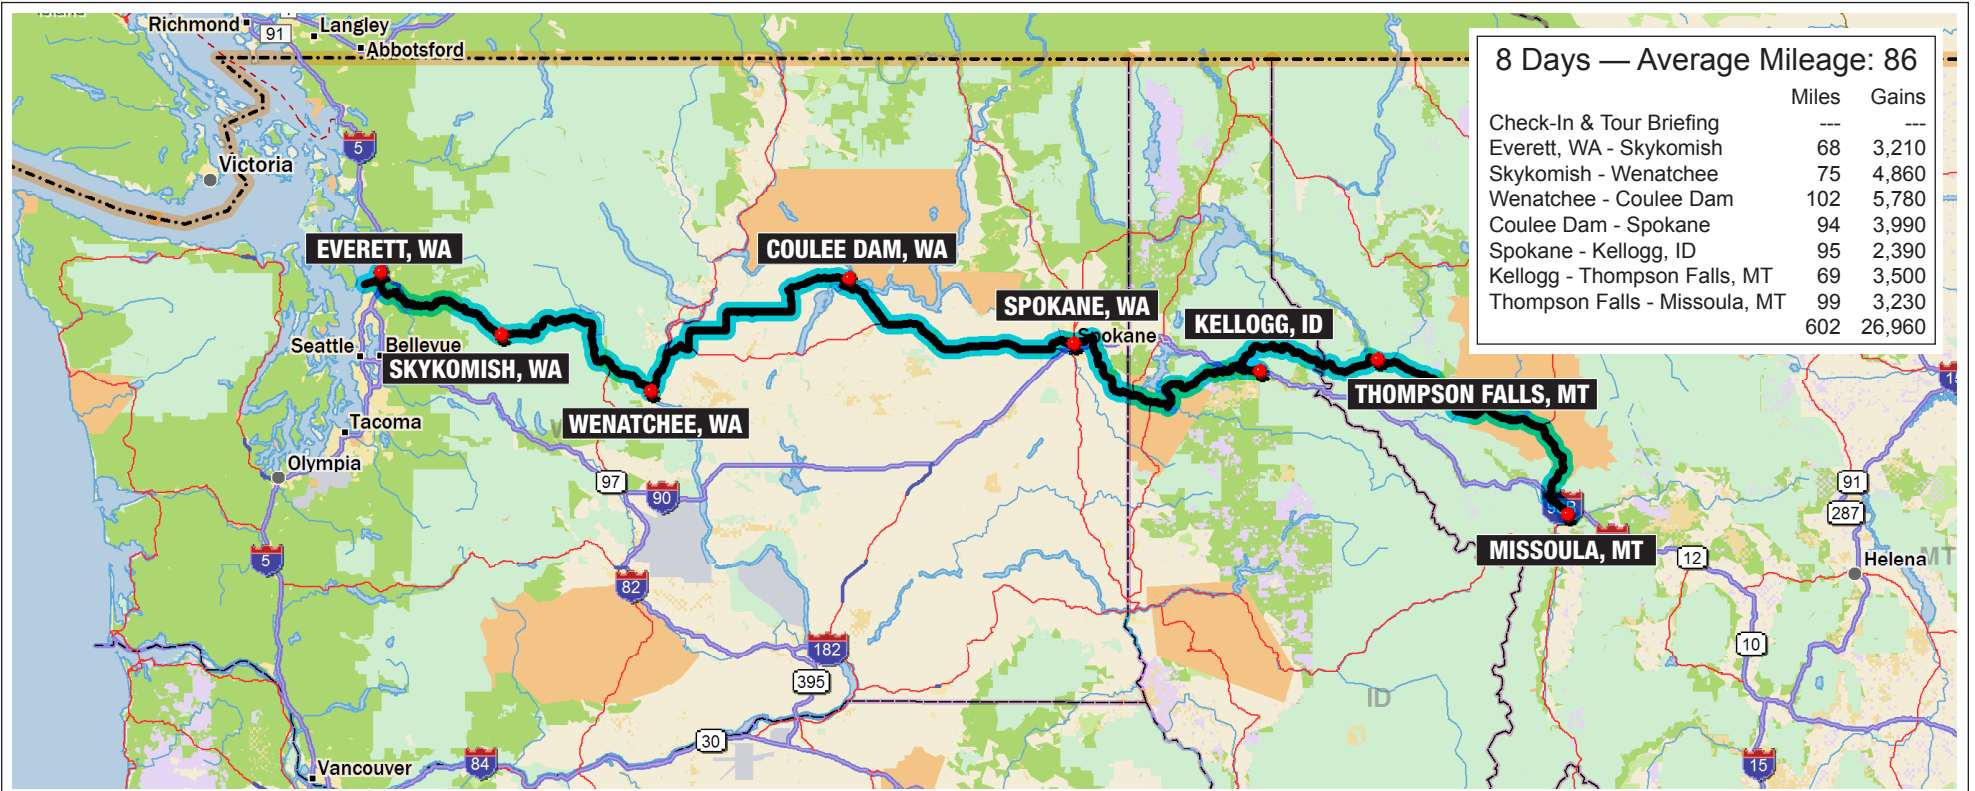 Richmond
91
Langley
Abbotsford
5
Victoria
8 Days — Average Mileage: 86
Miles Gains
Check-In & Tour Briefing --- ---
Everett, WA - Skykomish 68 3,210
Skykomish - Wenatchee 75 4,860
Wenatchee - Coulee Dam 102 5,780
Coulee Dam - Spokane 94 3,990
Spokane - Kellogg, ID 95 2,390
Kellogg - Thompson Falls, MT 69 3,500
Thompson Falls - Missoula, MT 99 3,230
602 26,960
EVERETT, WA
COULEE DAM, WA
SPOKANE, WA
Spokane
KELLOGG, ID
Seattle
Bellevue
SKYKOMISH, WA
THOMPSON FALLS, MT
WENATCHEE, WA
Tacoma
Olympia
97
90
91
287
MISSOULA, MT
12
Helena
MT
5
82
182
395
10
ID
30
Vancouver
84
15